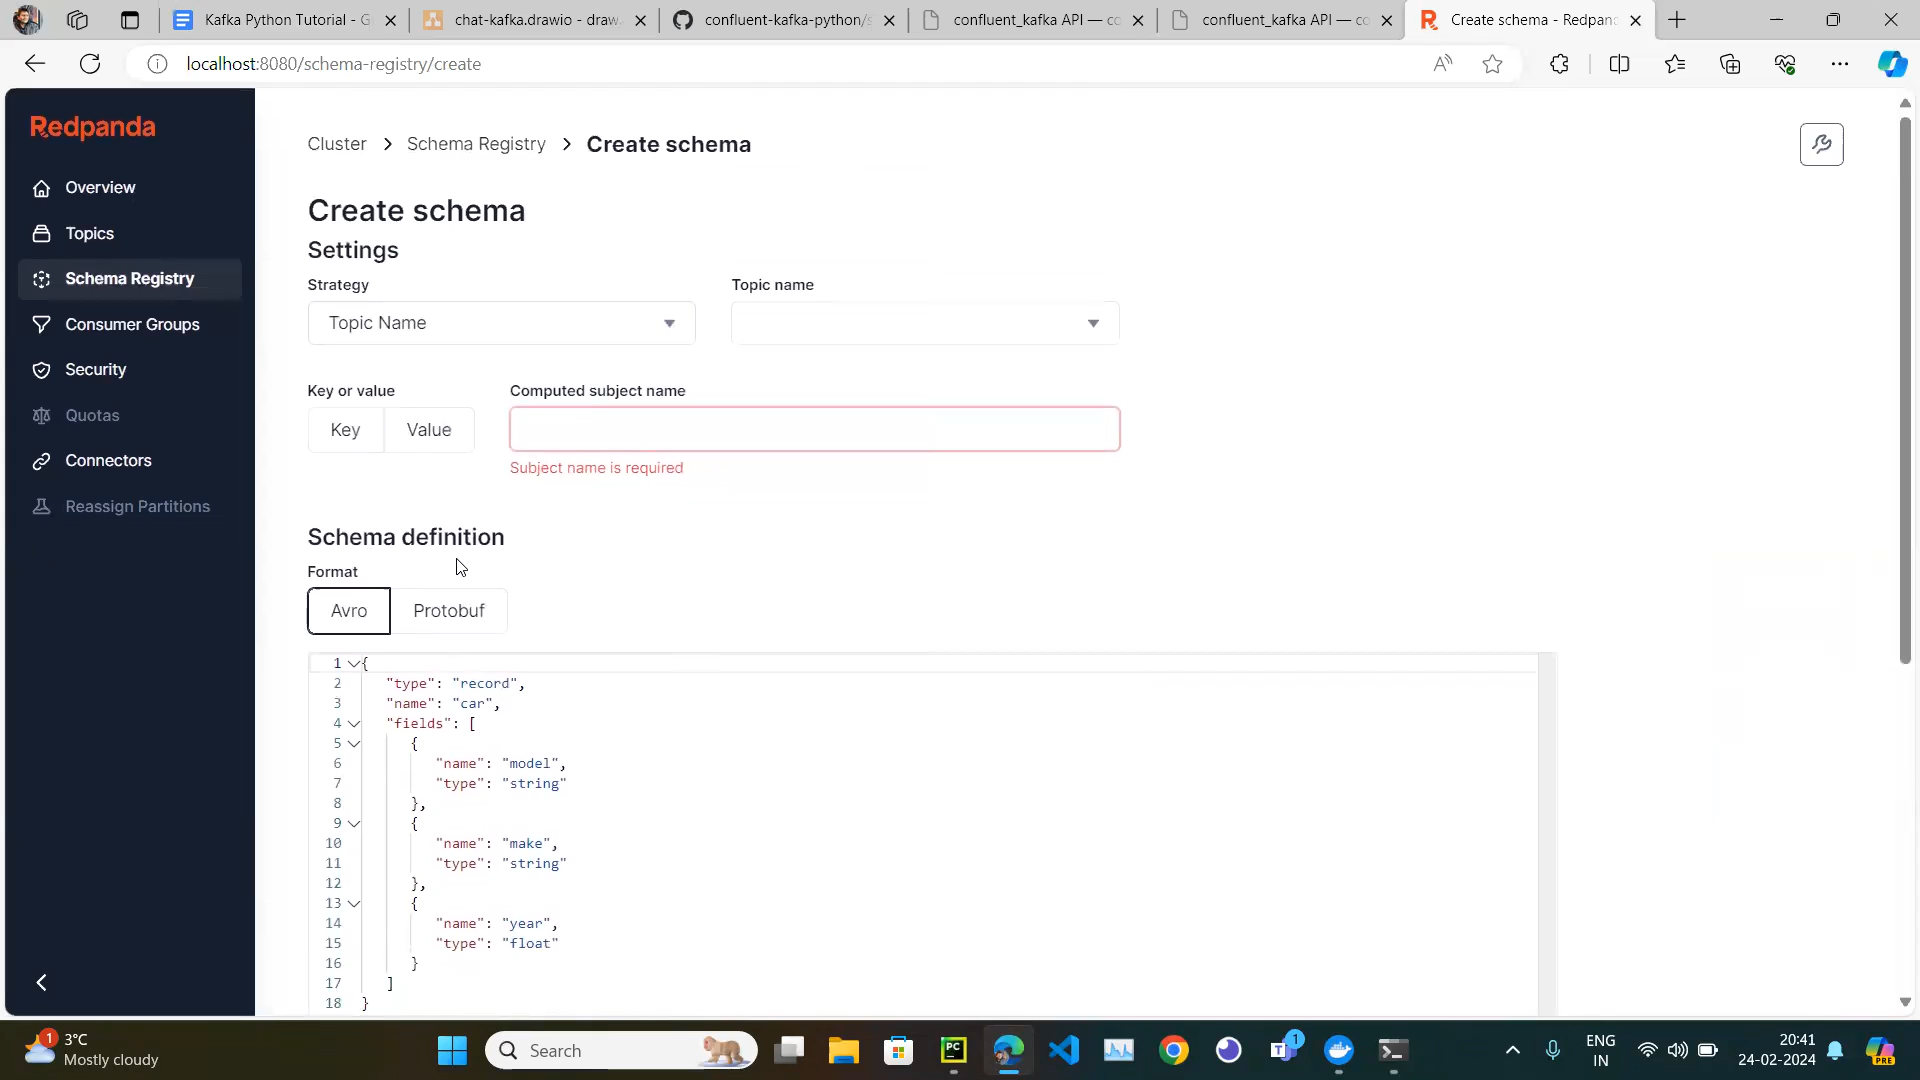 Kafka Python Tutorial - G
chat-kafka.drawio - draw.
confluent-kafka-python/s
confluent_kafka API — co
confluent_kafka API — co
Create schema - Redpand
localhost:8080/schema-registry/create
Redpanda
Overview
Topics
Schema Registry
Consumer Groups
Security
Quotas
Connectors
Reassign Partitions
Cluster > Schema Registry > Create schema
Create schema
Settings
Strategy
Topic name
Topic Name
Key or value
Computed subject name
Key
Value
Subject name is required
Schema definition
Format
Avro
Protobuf
1 {
2 "type": "record",
3 "name": "car",
4 "fields": [
5 {
6 "name": "model",
7 "type": "string"
8 },
9 {
10 "name": "make",
11 "type": "string"
12 },
13 {
14 "name": "year",
15 "type": "float"
16 }
17 ]
18 }
1
3°C
Mostly cloudy
Search
PC
1
ENG
IN
20:41
24-02-2024
PRE